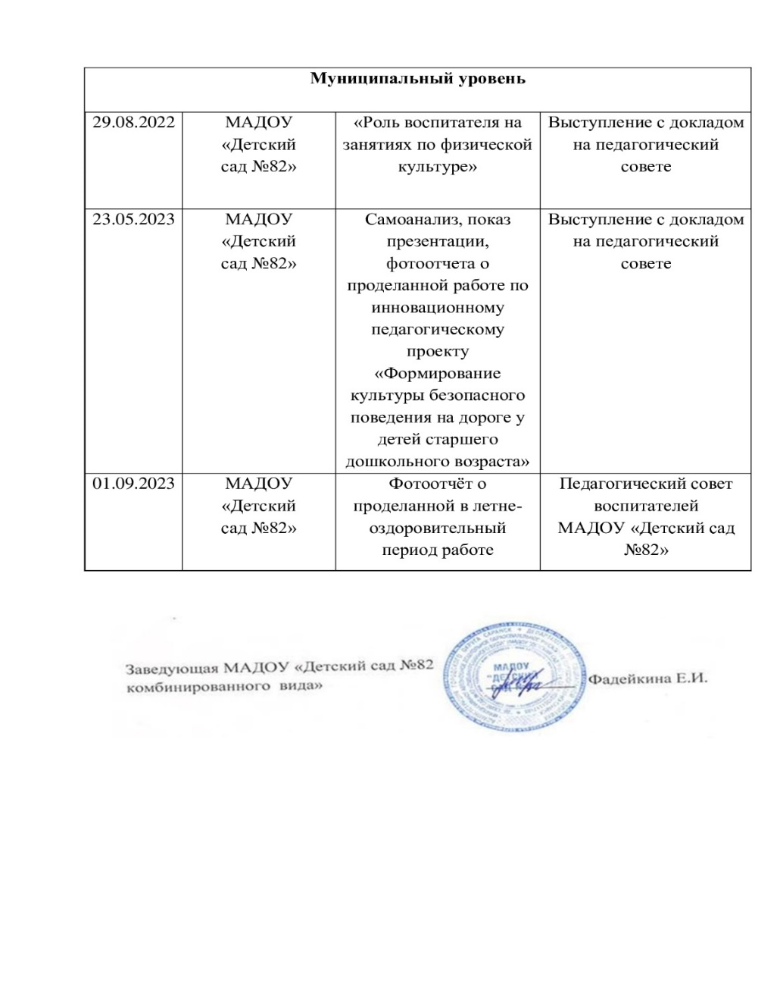 Муниципальный уровень
29.08.2022
МАДОУ
«Детский
сад №82»
«Роль воспитателя на
занятиях по физической
культуре»
Выступление с докладом
на педагогический
совете
23.05.2023
МАДОУ
«Детский
сад №82»
Самоанализ, показ
презентации,
фотоотчета о
проделанной работе по
инновационному
педагогическому
проекту
«Формирование
культуры безопасного
поведения на дороге у
детей старшего
дошкольного возраста»
Выступление с докладом
на педагогический
совете
01.09.2023
МАДОУ
«Детский
сад №82»
Фотоотчёт о
проделанной в летне-
оздоровительный
период работе
Педагогический совет
воспитателей
МАДОУ «Детский сад
№82»
Заведующая МАДОУ «Детский сад №82
комбинированного вида»
МАДОУ
"ДЕТСКИЙ
САД
Фадейкина Е.И.